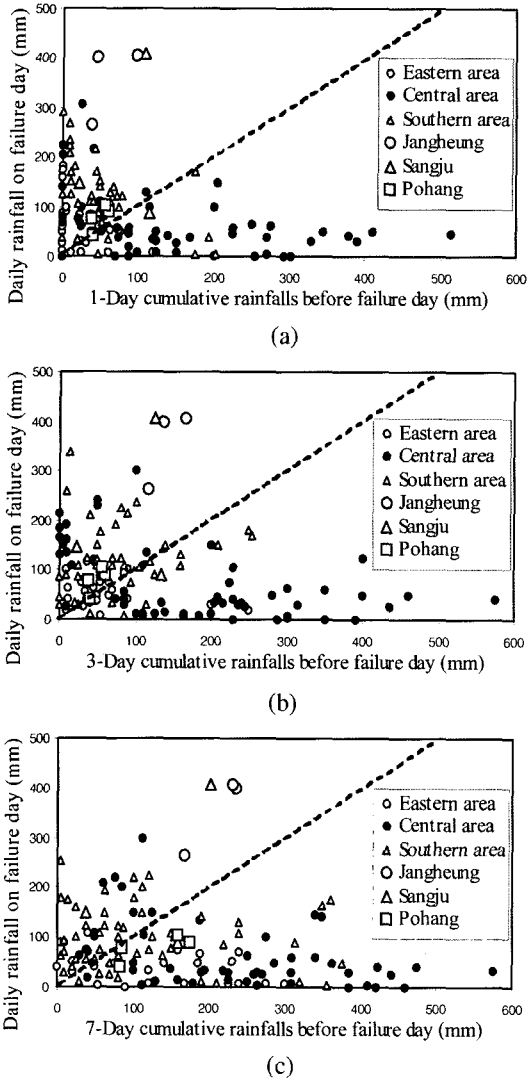 500
400
300
200
100
0
Daily rainfall on failure day (mm)
Eastern area
Central area
Southern area
Jangheung
Sangju
Pohang
0 100 200 300 400 500 600
1-Day cumulative rainfalls before failure day (mm)
(a)
500
400
300
200
100
0
Daily rainfall on failure day (mm)
Eastern area
Central area
Southern area
Jangheung
Sangju
Pohang
0 100 200 300 400 500 600
3-Day cumulative rainfalls before failure day (mm)
(b)
500
400
300
200
100
0
Daily rainfall on failure day (mm)
Eastern area
Central area
Southern area
Jangheung
Sangju
Pohang
0 100 200 300 400 500 600
7-Day cumulative rainfalls before failure day (mm)
(c)